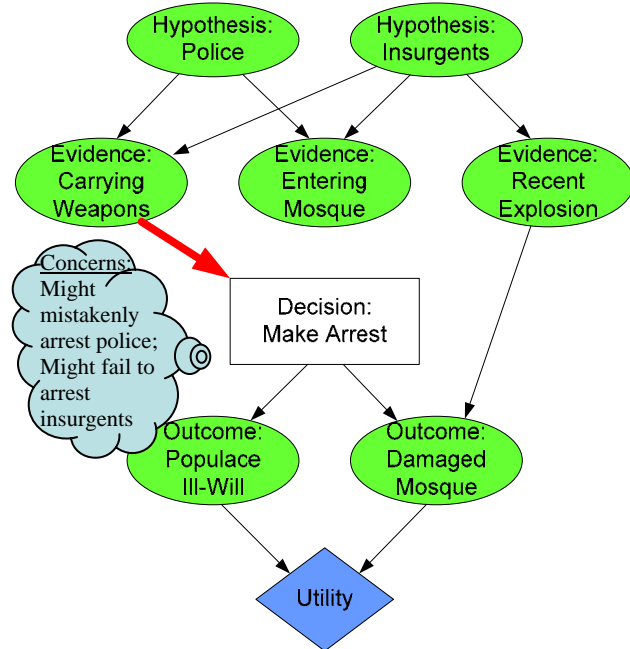 Hypothesis:
Police
Hypothesis:
Insurgents
Evidence:
Carrying
Weapons
Evidence:
Entering
Mosque
Evidence:
Recent
Explosion
Concerns:
Might
mistakenly
arrest police;
Might fail to
arrest
insurgents
Decision:
Make Arrest
Outcome:
Populace
Ill-Will
Outcome:
Damaged
Mosque
Utility